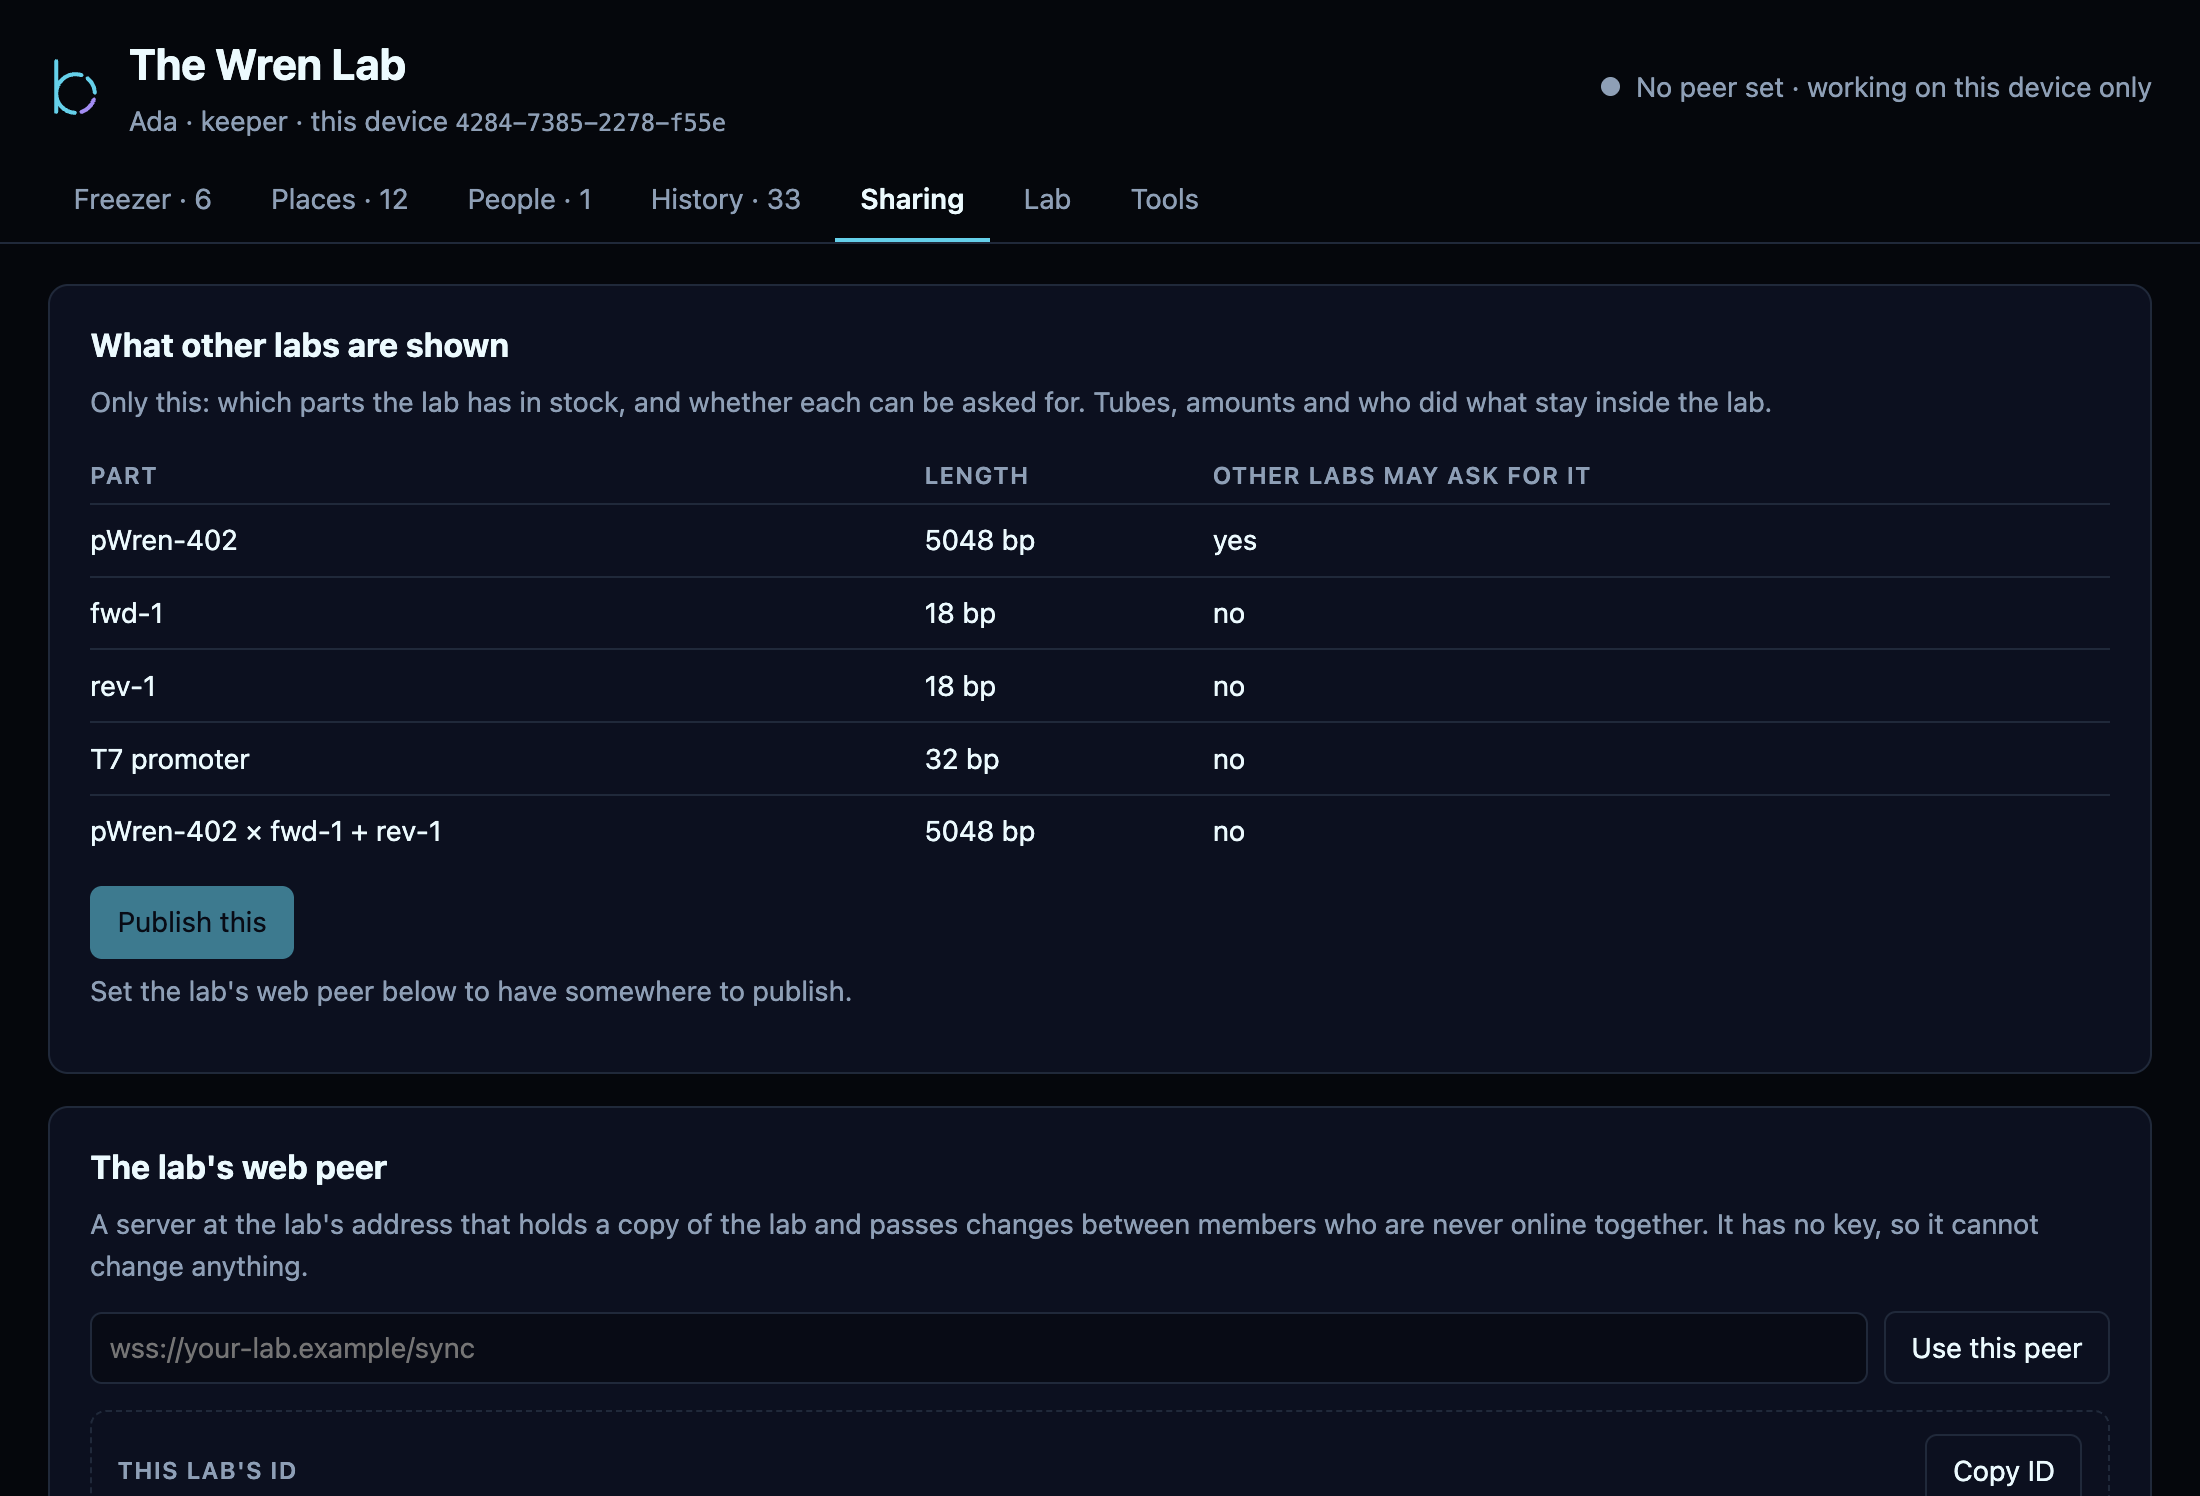 The Wren Lab
Ada · keeper · this device 4284–7385–2278–f55e
No peer set · working on this device only
Freezer · 6
Places · 12
People · 1
History · 33
Sharing
Lab
Tools
What other labs are shown
Only this: which parts the lab has in stock, and whether each can be asked for. Tubes, amounts and who did what stay inside the lab.
PART LENGTH OTHER LABS MAY ASK FOR IT
pWren-402 5048 bp yes
fwd-1 18 bp no
rev-1 18 bp no
T7 promoter 32 bp no
pWren-402 × fwd-1 + rev-1 5048 bp no
Publish this
Set the lab's web peer below to have somewhere to publish.
The lab's web peer
A server at the lab's address that holds a copy of the lab and passes changes between members who are never online together. It has no key, so it cannot
change anything.
wss://your-lab.example/sync
Use this peer
THIS LAB'S ID
Copy ID